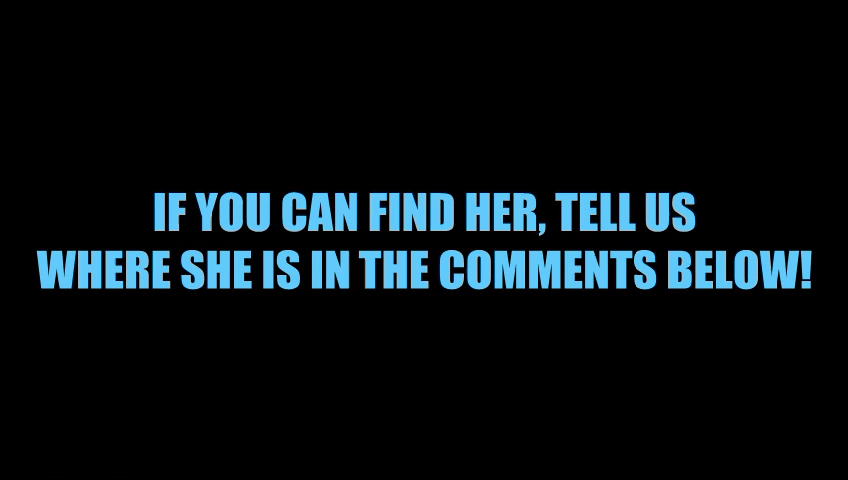 IF YOU CAN FIND HER, TELL US
WHERE SHE IS IN THE COMMENTS BELOW!